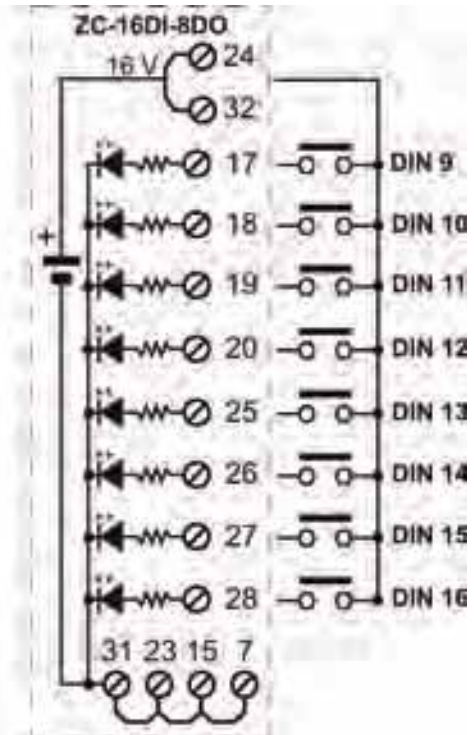 ZC-16DI-8DO
16 V 24
32
17 DIN 9
+
18 DIN 10
19 DIN 11
20 DIN 12
25 DIN 13
26 DIN 14
27 DIN 15
28 DIN 16
31 23 15 7